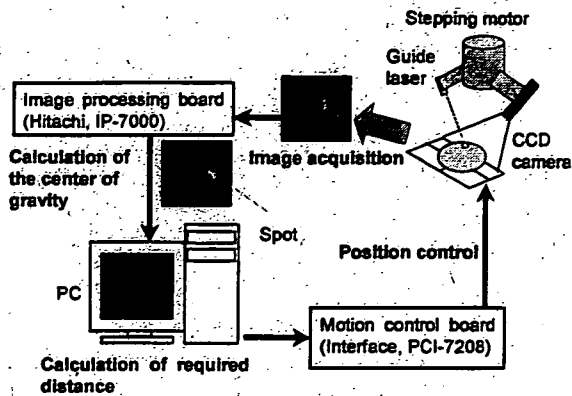 Stepping motor
Guide
laser
Image processing board
(Hitachi, IP-7000)
Image acquisition
CCD
camera
Calculation of
the center of
gravity
Spot
Position control
PC
Motion control board
(Interface, PCI-7208)
Calculation of required
distance